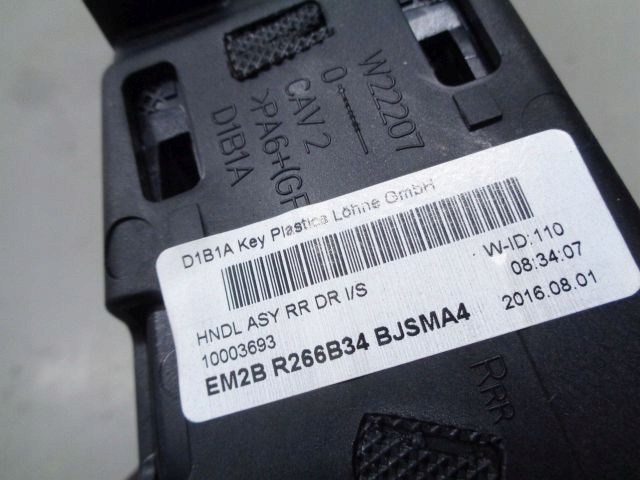 W22207
0
CAV 2
>PA6+(GF
D1B1A
D1B1A Key Plastics Löhne GmbH
W-ID:110
08:34:07
2016.08.01
HNDL ASY RR DR I/S
10003693
EM2B R266B34 BJSMA4
RRR